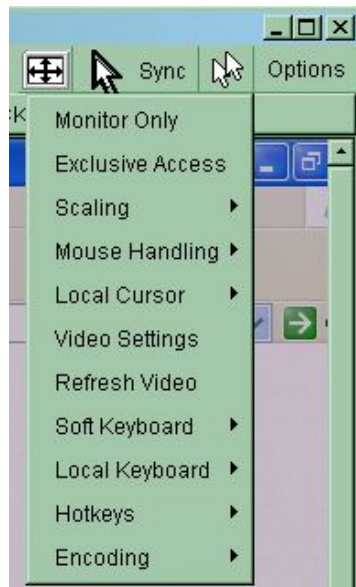 Sync
Options
K
Monitor Only
Exclusive Access
Scaling
Mouse Handling
Local Cursor
Video Settings
Refresh Video
Soft Keyboard
Local Keyboard
Hotkeys
Encoding